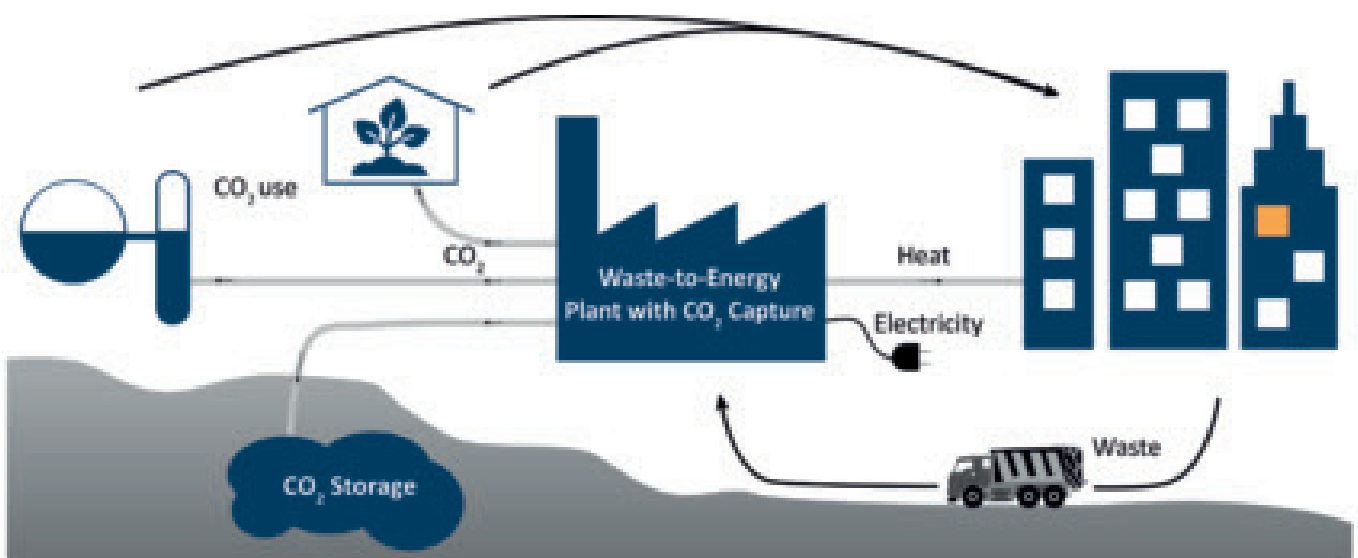 CO₂ use
CO₂
Waste-to-Energy
Plant with CO₂ Capture
Heat
Electricity
Waste
CO₂ Storage